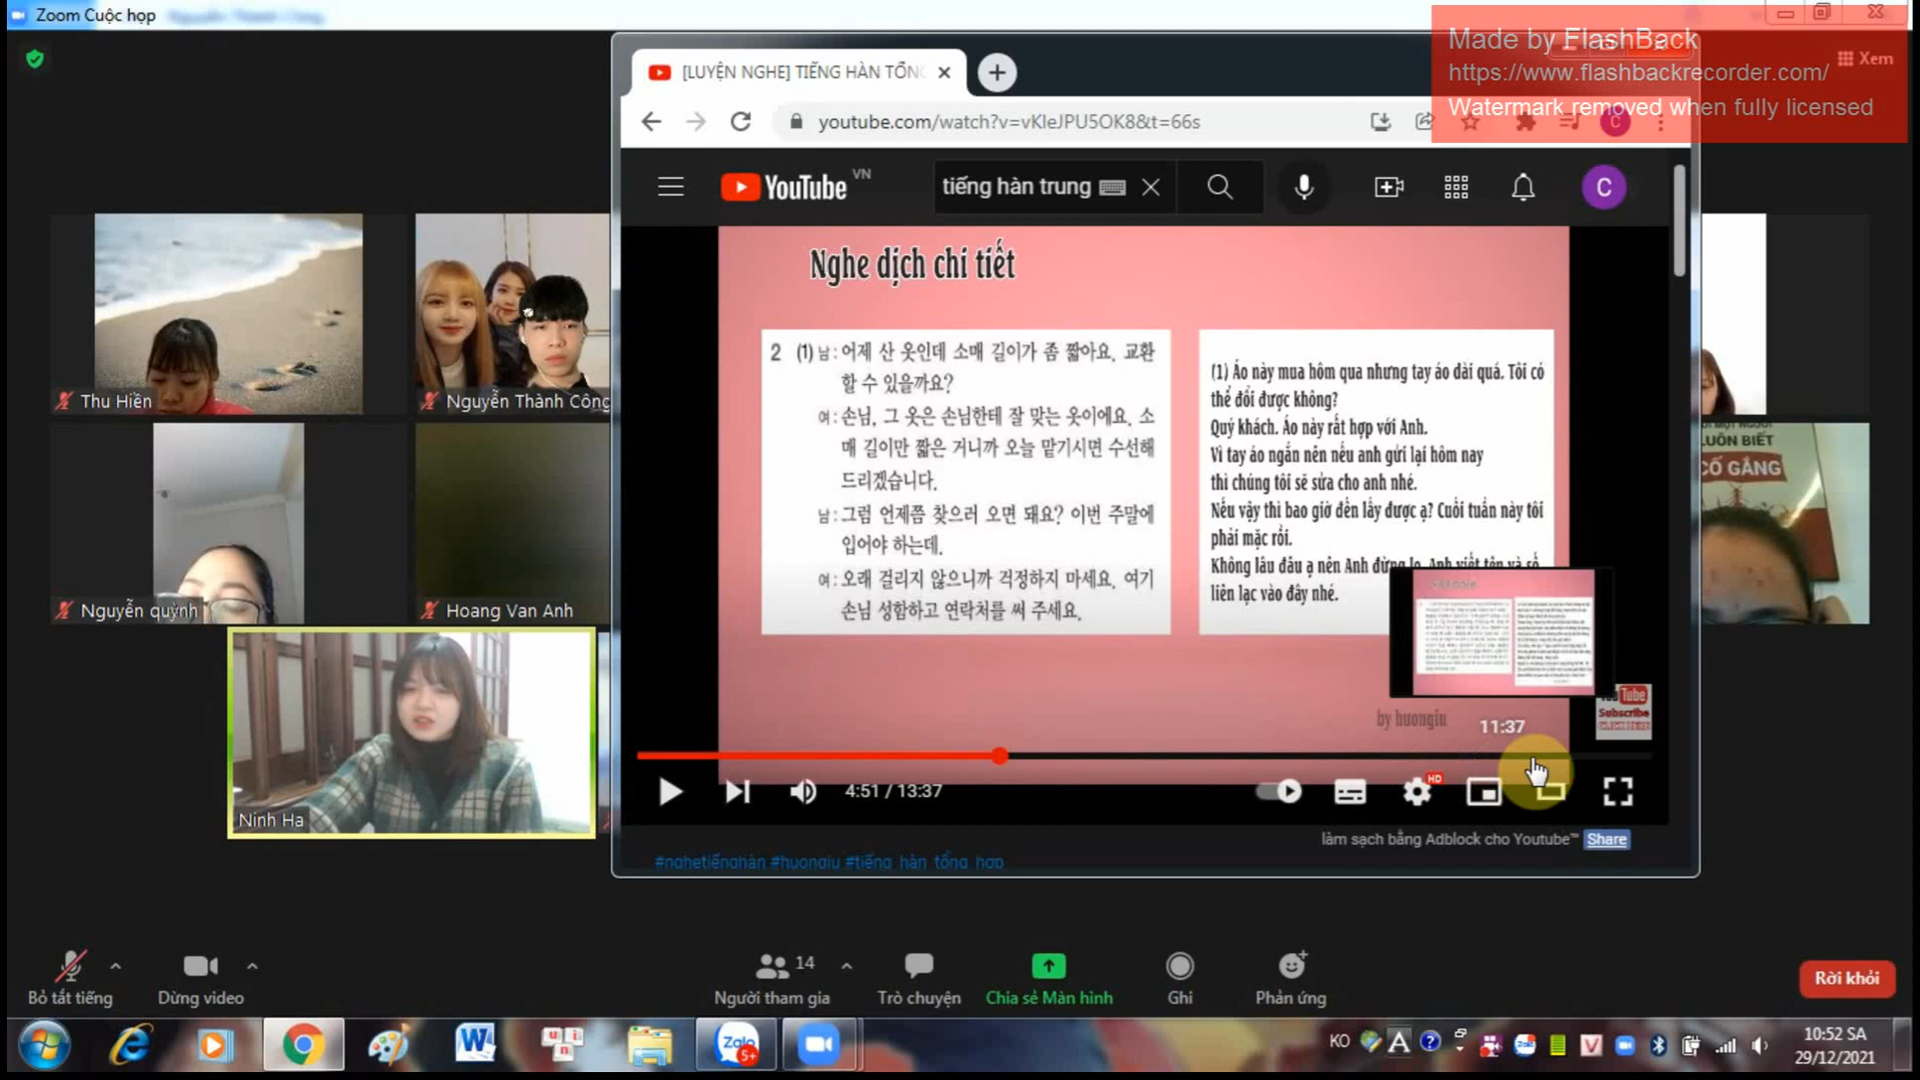 Zoom Cuộc họp
Made by FlashBack
https://www.flashbackrecorder.com/
Watermark removed when fully licensed
Xem
[LUYỆN NGHE] TIẾNG HÀN TỔN
youtube.com/watch?v=vKleJPU5OK8&t=66s
YouTube VN
tiếng hàn trung
C
Nghe dịch chi tiết
2 (1) 남: 어제 산 옷인데 소매 길이가 좀 짧아요. 교환
할 수 있을까요?
여: 손님, 그 옷은 손님한테 잘 맞는 옷이에요. 소
매 길이만 짧은 거니까 오늘 맡기시면 수선해
드리겠습니다.
남: 그럼 언제쯤 찾으러 오면 돼요? 이번 주말에
입어야 하는데.
여: 오래 걸리지 않으니까 걱정하지 마세요. 여기
손님 성함하고 연락처를 써 주세요.
(1) Áo này mua hôm qua nhưng tay áo dài quá. Tôi có
thể đổi được không?
Quý khách. Áo này rất hợp với Anh.
Vì tay áo ngắn nên nếu anh gửi lại hôm nay
thì chúng tôi sẽ sửa cho anh nhé.
Nếu vậy thì bao giờ đến lấy được ạ? Cuối tuần này tôi
phải mặc rồi.
Không lâu đâu ạ nên Anh đừng lo. Anh viết tên và số
liên lạc vào đây nhé.
by huongiu
11:37
Tube
Subscribe
4:51 / 13:37
HD
làm sạch bằng Adblock cho Youtube™ Share
#nghetiếnghàn #huongiu #tiếng_hàn_tổng_hợp
Thu Hiền
Nguyễn Thành Công
Nguyễn quỳnh
Hoang Van Anh
Ninh Ha
LUÔN BIẾT
CỐ GẮNG
Bỏ tắt tiếng
Dừng video
14
Người tham gia
Trò chuyện
Chia sẻ Màn hình
Ghi
Phản ứng
Rời khỏi
Zalo
5+
KO
10:52 SA
29/12/2021